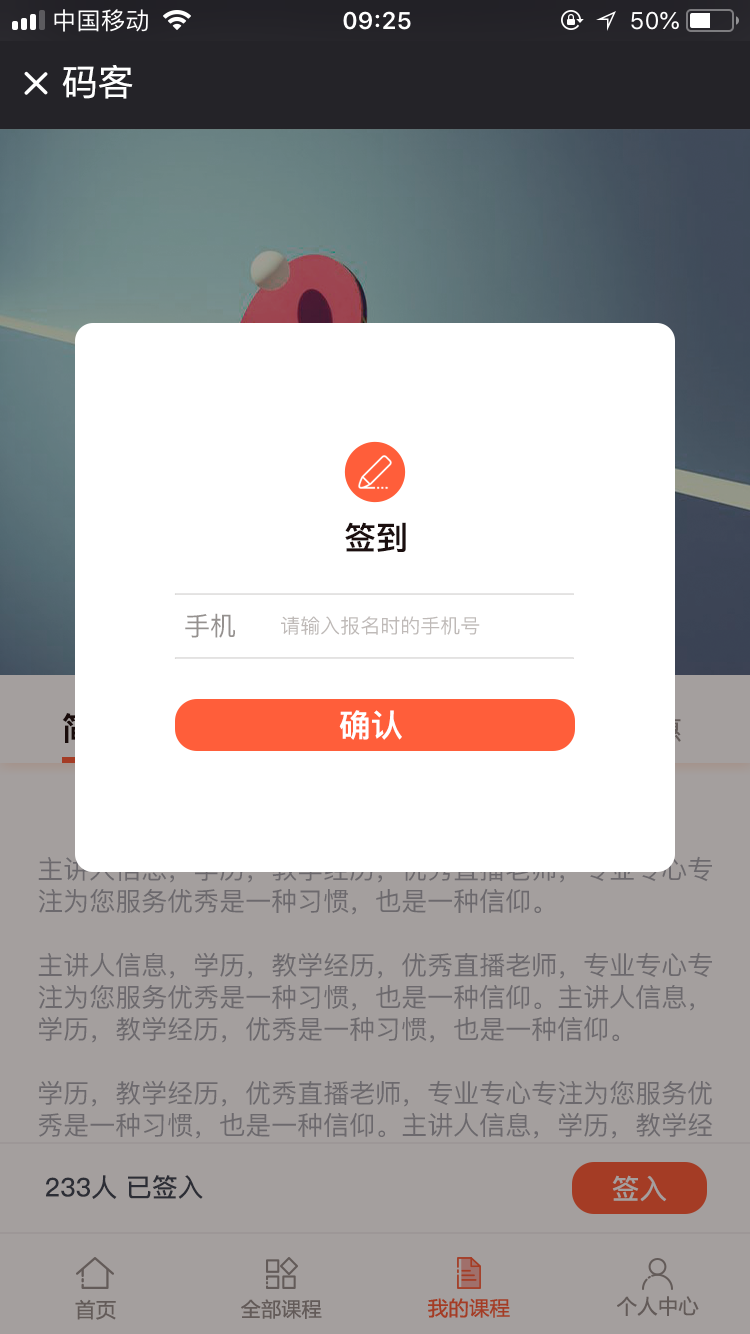 中国移动 09:25 50%
码客
签到
手机 请输入报名时的手机号
确认
主讲人信息，学历，教学经历，优秀直播老师，专业专心专
注为您服务优秀是一种习惯，也是一种信仰。
主讲人信息，学历，教学经历，优秀直播老师，专业专心专
注为您服务优秀是一种习惯，也是一种信仰。主讲人信息，
学历，教学经历，优秀是一种习惯，也是一种信仰。
学历，教学经历，优秀直播老师，专业专心专注为您服务优
秀是一种习惯，也是一种信仰。主讲人信息，学历，教学经
233人 已签入 签入
首页 全部课程 我的课程 个人中心